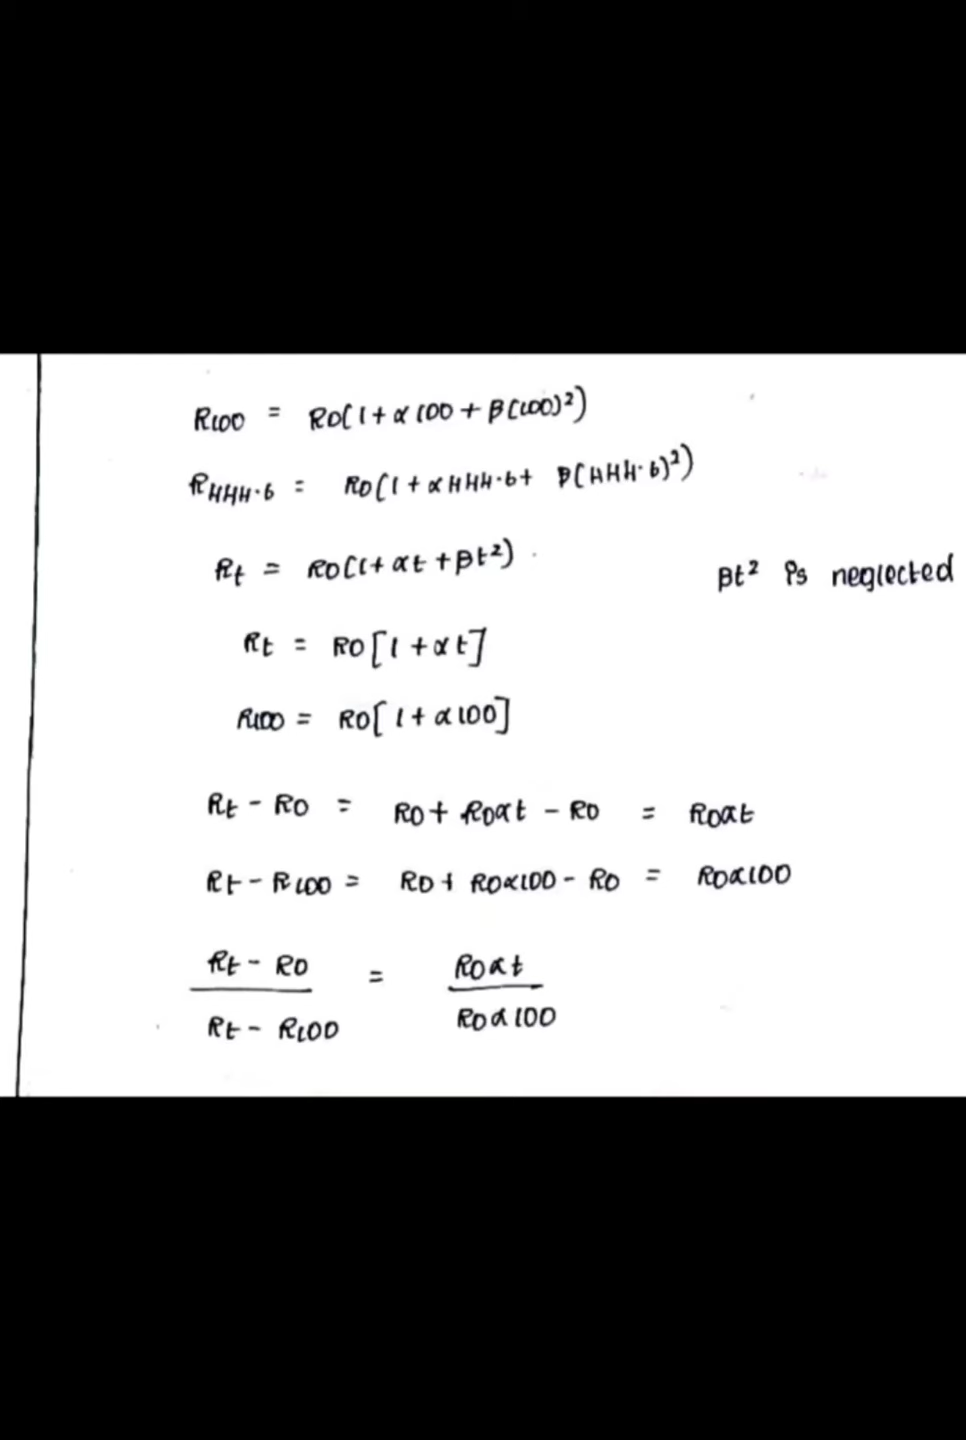 R100 = R0(1+α100 + β(100)²)
R444.6 = R0(1+α444.6+ β(444.6)²)
Rt = R0(1+αt+βt²)
βt² is neglected
Rt = R0[1+αt]
R100 = R0[1+α100]
Rt - R0 = R0+R0αt - R0 = R0αt
Rt - R100 = R0+ R0α100 - R0 = R0α100
Rt - R0 = R0αt
Rt - R100 R0α100